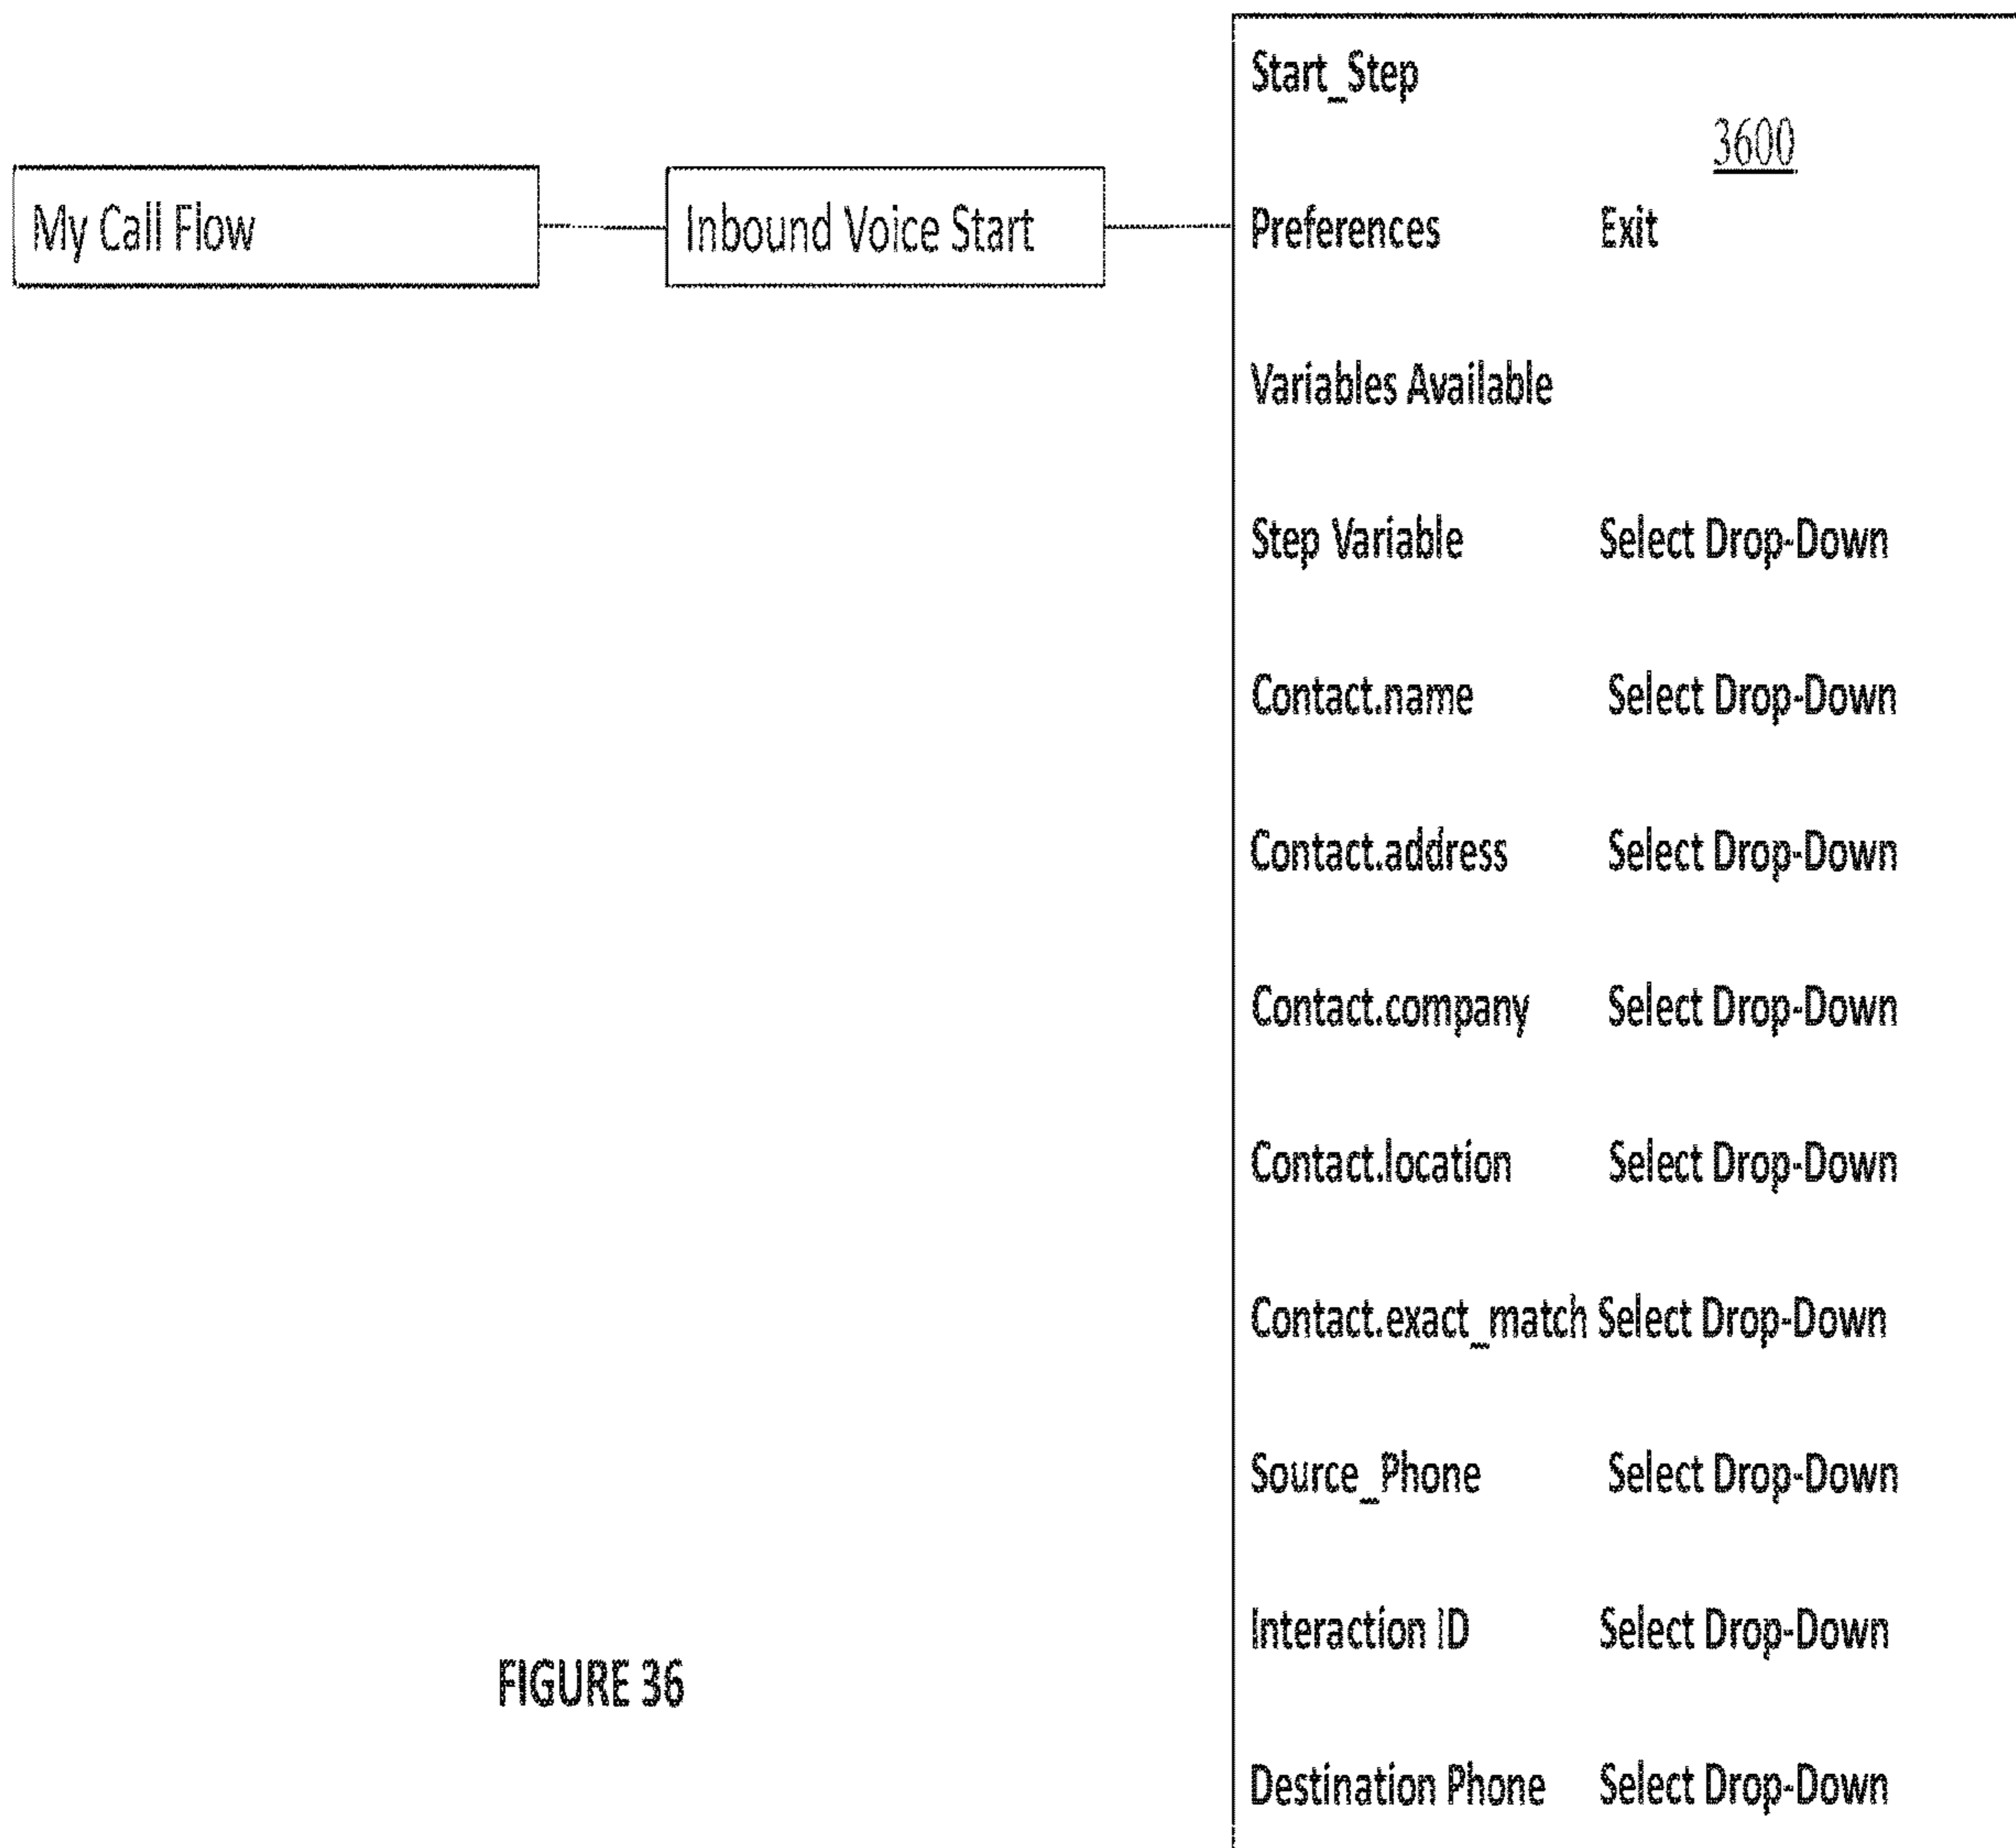 My Call Flow
Inbound Voice Start
Start_Step
3600
Preferences Exit
Variables Available
Step Variable Select Drop-Down
Contact.name Select Drop-Down
Contact.address Select Drop-Down
Contact.company Select Drop-Down
Contact.location Select Drop-Down
Contact.exact_match Select Drop-Down
Source_Phone Select Drop-Down
Interaction ID Select Drop-Down
Destination Phone Select Drop-Down
FIGURE 36